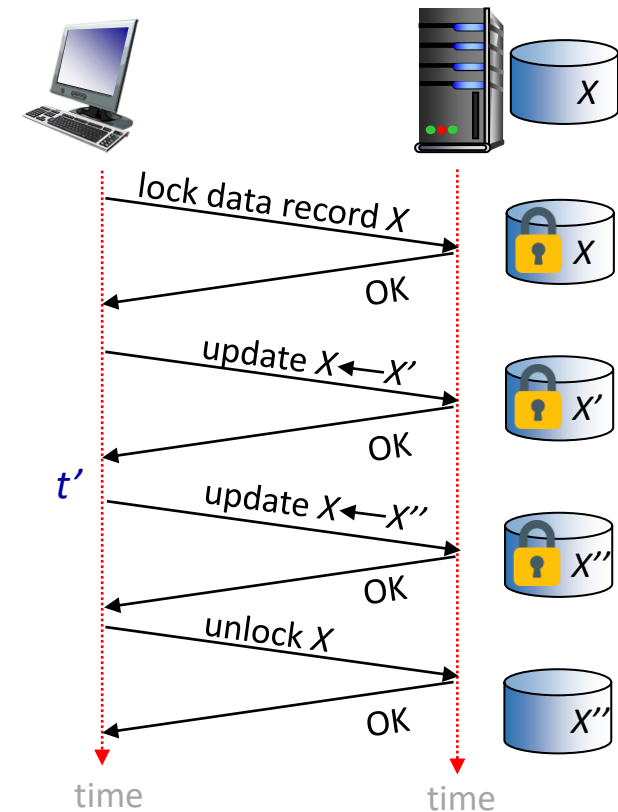 X
lock data record X
X
OK
update X←X'
X'
OK
t'
update X←X''
X''
OK
unlock X
OK
X''
time
time